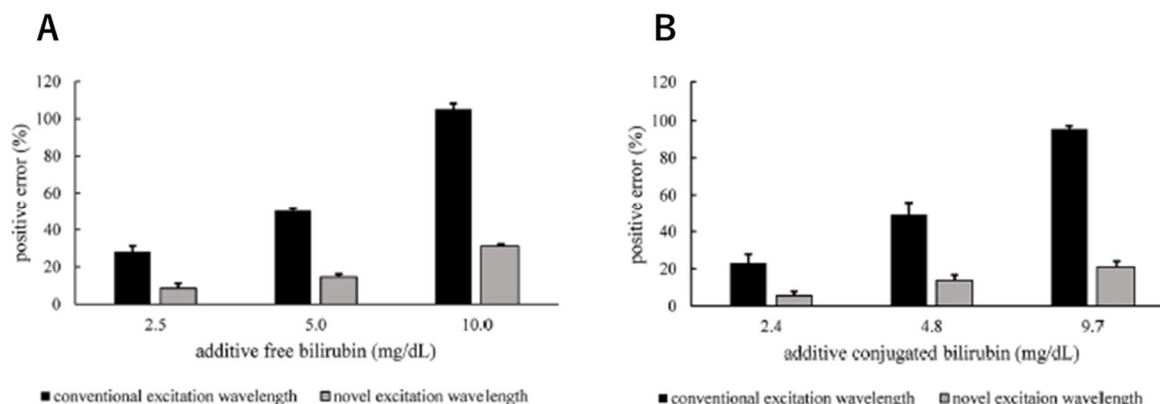 A
positive error (%)
120
100
80
60
40
20
0
2.5 5.0 10.0
additive free bilirubin (mg/dL)
conventional excitation wavelength novel excitation wavelength
B
positive error (%)
120
100
80
60
40
20
0
2.4 4.8 9.7
additive conjugated bilirubin (mg/dL)
conventional excitation wavelength novel excitaion wavelength